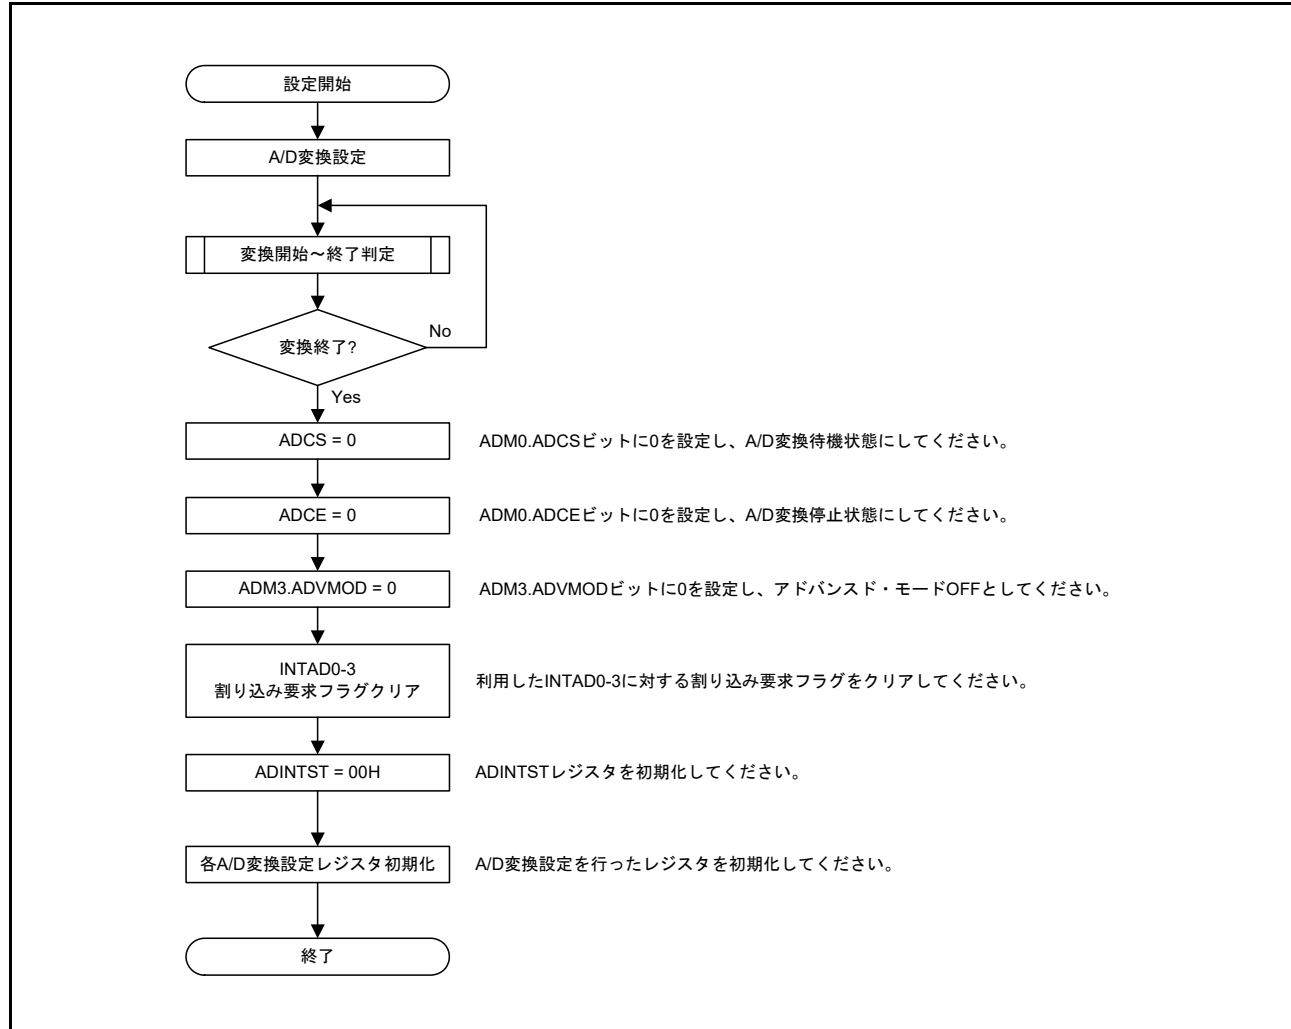 設定開始
A/D変換設定
変換開始～終了判定
変換終了?
No
Yes
ADCS = 0
ADM0.ADCSビットに0を設定し、A/D変換待機状態にしてください。
ADCE = 0
ADM0.ADCEビットに0を設定し、A/D変換停止状態にしてください。
ADM3.ADVMOD = 0
ADM3.ADVMODビットに0を設定し、アドバンスド・モードOFFとしてください。
INTAD0-3
割り込み要求フラグクリア
利用したINTAD0-3に対する割り込み要求フラグをクリアしてください。
ADINTST = 00H
ADINTSTレジスタを初期化してください。
各A/D変換設定レジスタ初期化
A/D変換設定を行ったレジスタを初期化してください。
終了